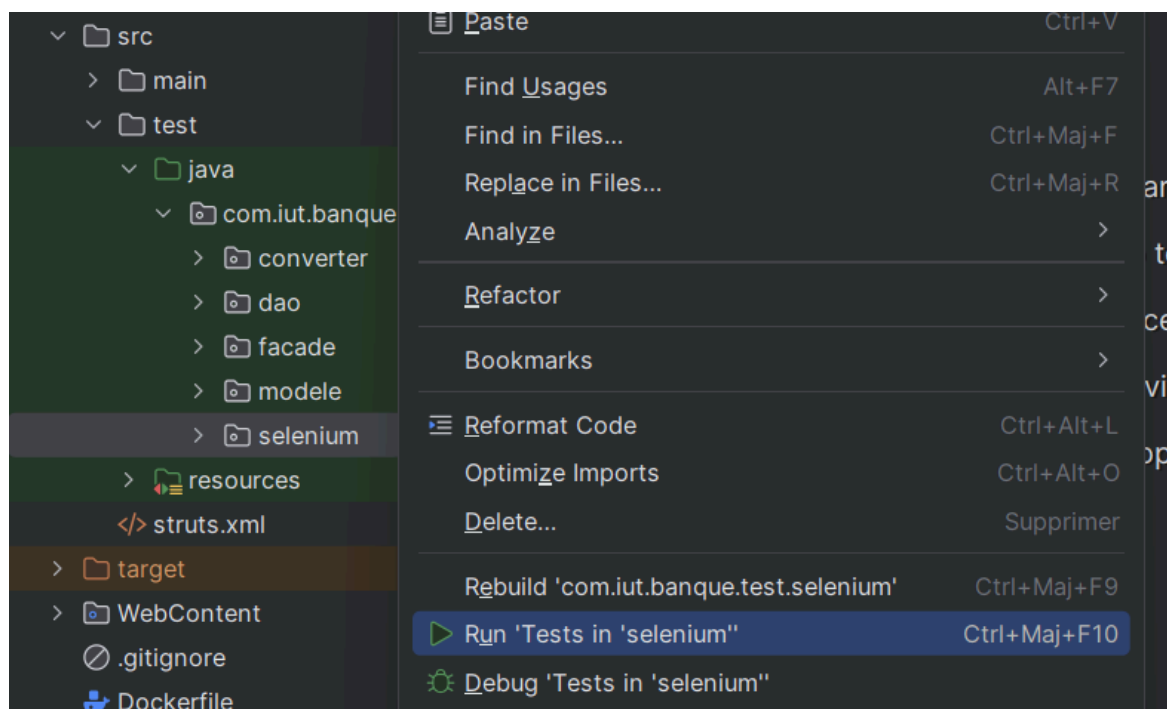 src
main
test
java
com.iut.banque
converter
dao
facade
modele
selenium
resources
struts.xml
target
WebContent
.gitignore
Dockerfile
Paste Ctrl+V
Find Usages Alt+F7
Find in Files... Ctrl+Maj+F
Replace in Files... Ctrl+Maj+R
Analyze
Refactor
Bookmarks
Reformat Code Ctrl+Alt+L
Optimize Imports Ctrl+Alt+O
Delete... Supprimer
Rebuild 'com.iut.banque.test.selenium' Ctrl+Maj+F9
Run 'Tests in 'selenium'' Ctrl+Maj+F10
Debug 'Tests in 'selenium''